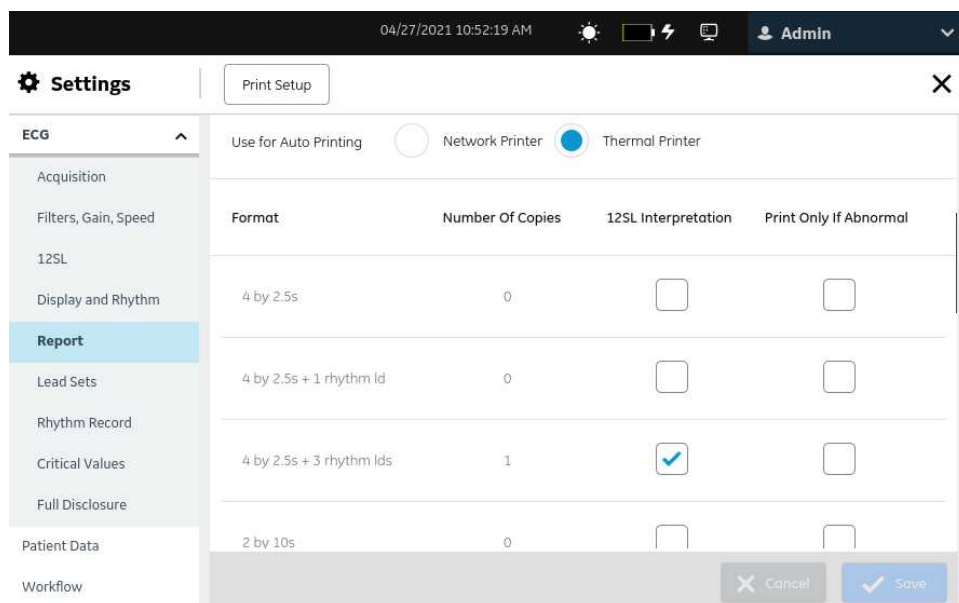 04/27/2021 10:52:19 AM Admin
Settings Print Setup
ECG
Acquisition
Filters, Gain, Speed
12SL
Display and Rhythm
Report
Lead Sets
Rhythm Record
Critical Values
Full Disclosure
Patient Data
Workflow
Use for Auto Printing Network Printer Thermal Printer
Format Number Of Copies 12SL Interpretation Print Only If Abnormal
4 by 2.5s 0
4 by 2.5s + 1 rhythm ld 0
4 by 2.5s + 3 rhythm lds 1
2 by 10s 0
Cancel Save